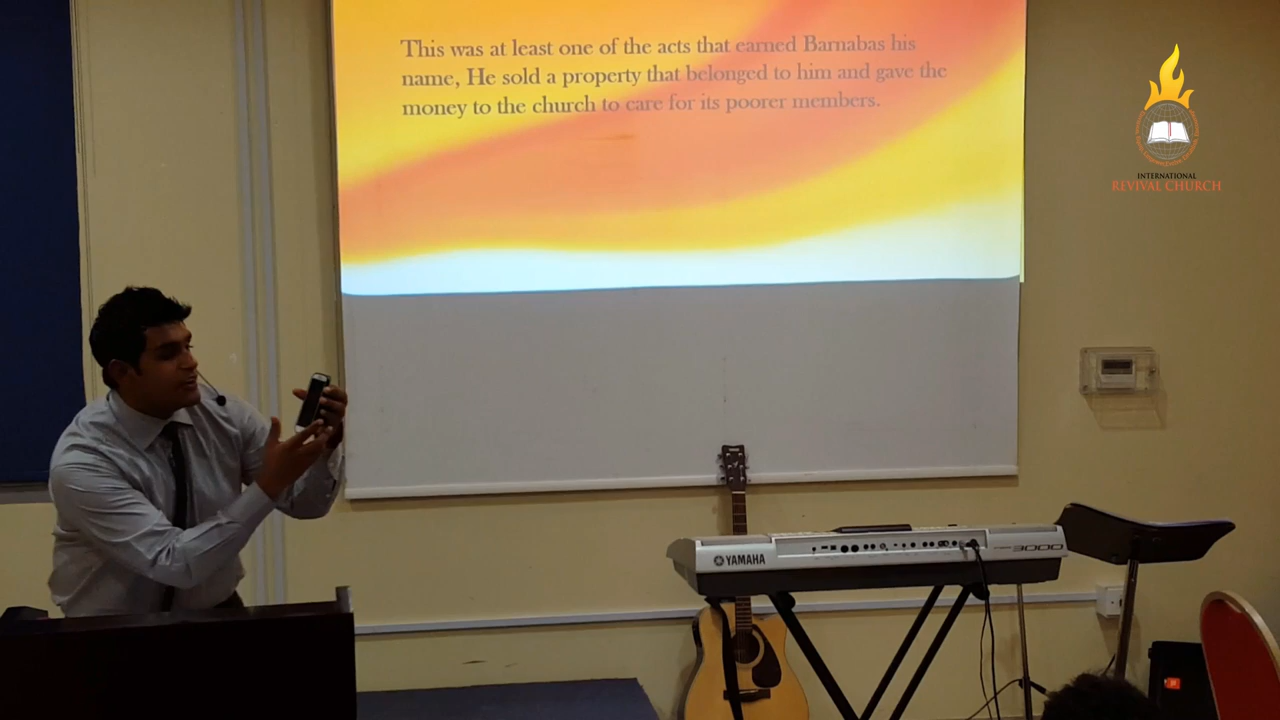 This was at least one of the acts that earned Barnabas his
name, He sold a property that belonged to him and gave the
money to the church to care for its poorer members.
INTERNATIONAL
REVIVAL CHURCH
YAMAHA
3000